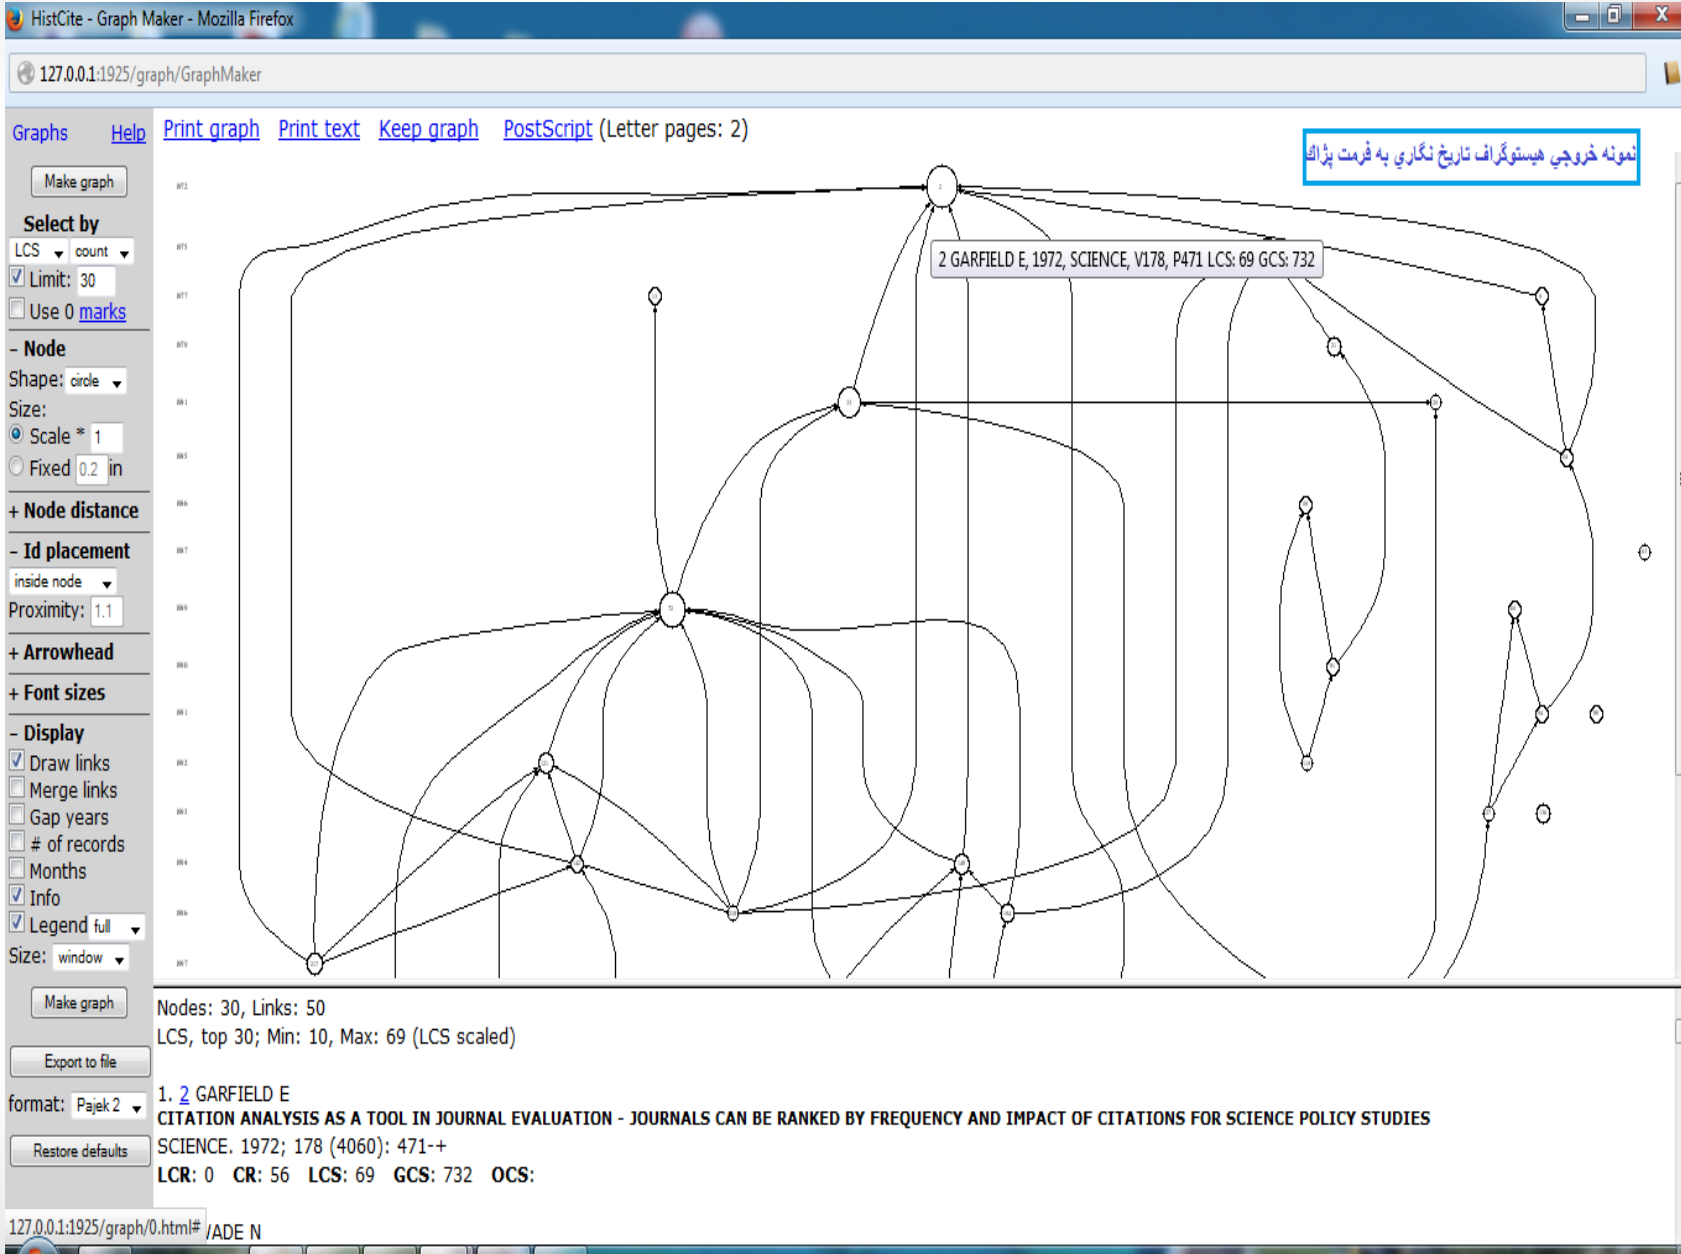 HistCite - Graph Maker - Mozilla Firefox
127.0.0.1:1925/graph/GraphMaker
Graphs Help
Print graph Print text Keep graph PostScript (Letter pages: 2)
نمونه خروجي هيستوگراف تاريخ نگاري به فرمت پژاك
Make graph
Select by
LCS count
Limit: 30
Use 0 marks
- Node
Shape: circle
Size:
Scale * 1
Fixed 0.2 in
+ Node distance
- Id placement
inside node
Proximity: 1.1
+ Arrowhead
+ Font sizes
- Display
Draw links
Merge links
Gap years
# of records
Months
Info
Legend full
Size: window
Make graph
Export to file
format: Pajek 2
Restore defaults
2 GARFIELD E, 1972, SCIENCE, V178, P471 LCS: 69 GCS: 732
Nodes: 30, Links: 50
LCS, top 30; Min: 10, Max: 69 (LCS scaled)
1. 2 GARFIELD E
CITATION ANALYSIS AS A TOOL IN JOURNAL EVALUATION - JOURNALS CAN BE RANKED BY FREQUENCY AND IMPACT OF CITATIONS FOR SCIENCE POLICY STUDIES
SCIENCE. 1972; 178 (4060): 471-+
LCR: 0 CR: 56 LCS: 69 GCS: 732 OCS:
127.0.0.1:1925/graph/0.html#